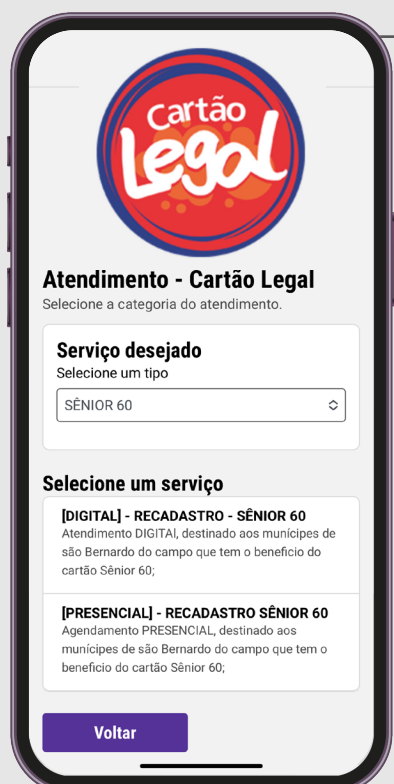 Cartão
Legal
Atendimento - Cartão Legal
Selecione a categoria do atendimento.
Serviço desejado
Selecione um tipo
SÊNIOR 60
Selecione um serviço
[DIGITAL] - RECADASTRO - SÊNIOR 60
Atendimento DIGITAl, destinado aos munícipes de
são Bernardo do campo que tem o beneficio do
cartão Sênior 60;
[PRESENCIAL] - RECADASTRO SÊNIOR 60
Agendamento PRESENCIAL, destinado aos
munícipes de são Bernardo do campo que tem o
beneficio do cartão Sênior 60;
Voltar